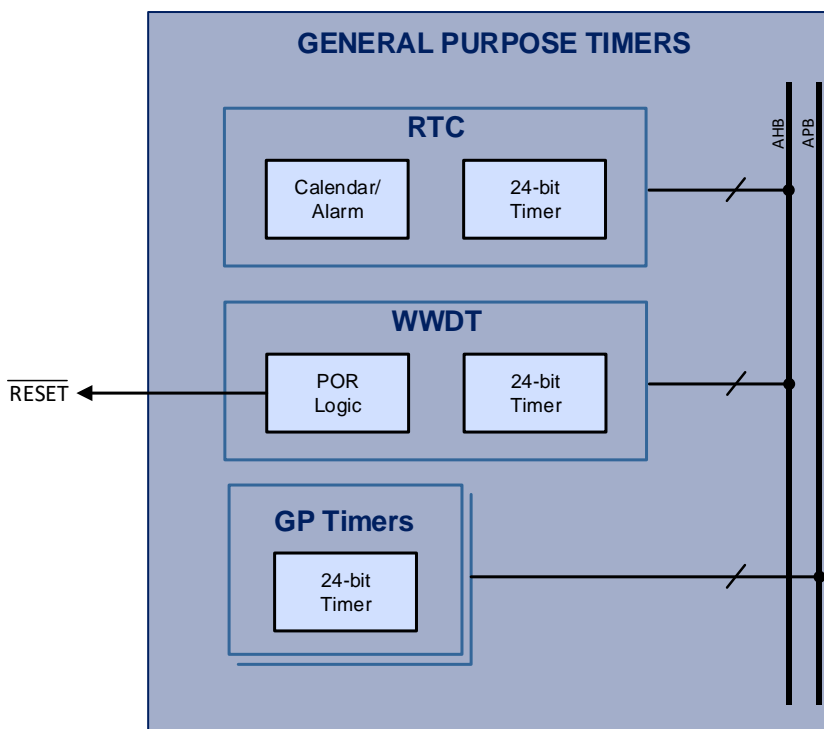 GENERAL PURPOSE TIMERS
AHB
APB
RTC
Calendar/
Alarm
24-bit
Timer
WWDT
RESET
POR
Logic
24-bit
Timer
GP Timers
24-bit
Timer